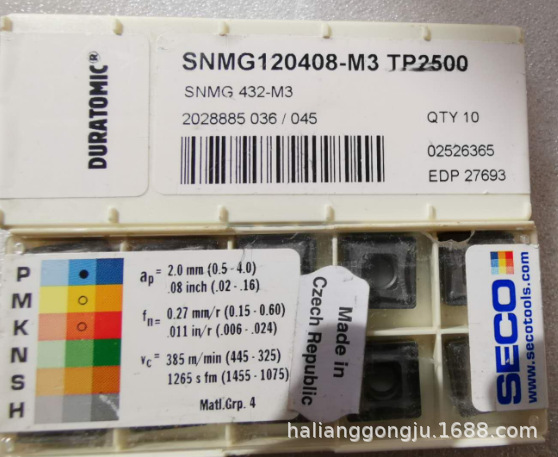 DURATOMIC®
SNMG120408-M3 TP2500
SNMG 432-M3
2028885 036 / 045
QTY 10
02526365
EDP 27693
P
M
K
N
S
H
ap = 2.0 mm (0.5 - 4.0)
.08 inch (.02 - .16)
fn = 0.27 mm/r (0.15 - 0.60)
.011 in/r (.006 - .024)
vc = 385 m/min (445 - 325)
1265 s fm (1455 - 1075)
Matl.Grp. 4
Made in
Czech Republic
SECO
www.secotools.com
halianggongju.1688.com